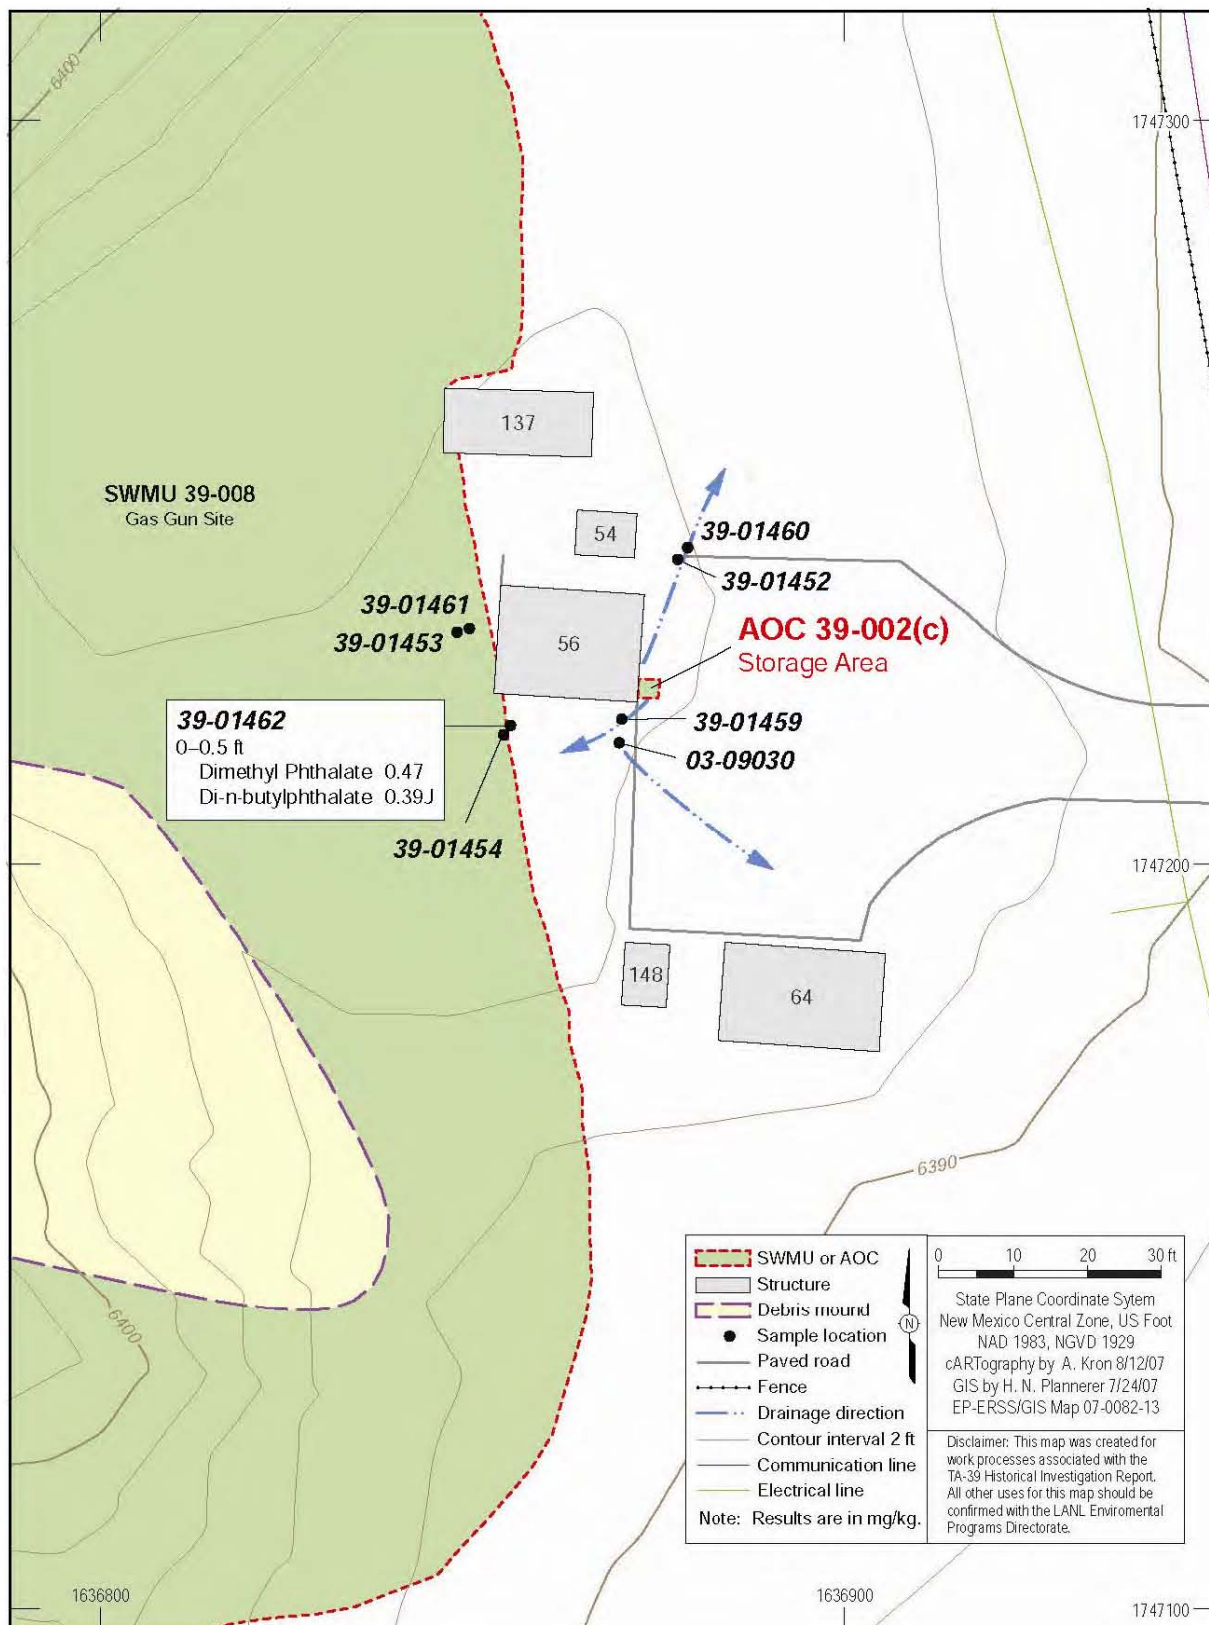 6400
1747300
137
SWMU 39-008
Gas Gun Site
54
39-01460
39-01452
39-01461
39-01453
56
AOC 39-002(c)
Storage Area
39-01462
0–0.5 ft
Dimethyl Phthalate 0.47
Di-n-butylphthalate 0.39J
39-01459
03-09030
39-01454
1747200
148
64
6390
6400
SWMU or AOC
Structure
Debris mound
Sample location
Paved road
Fence
Drainage direction
Contour interval 2 ft
Communication line
Electrical line
Note: Results are in mg/kg.
N
0 10 20 30 ft
State Plane Coordinate Sytem
New Mexico Central Zone, US Foot
NAD 1983, NGVD 1929
cARTography by A. Kron 8/12/07
GIS by H. N. Plannerer 7/24/07
EP-ERSS/GIS Map 07-0082-13
Disclaimer: This map was created for
work processes associated with the
TA-39 Historical Investigation Report.
All other uses for this map should be
confirmed with the LANL Enviromental
Programs Directorate.
1636800
1636900
1747100